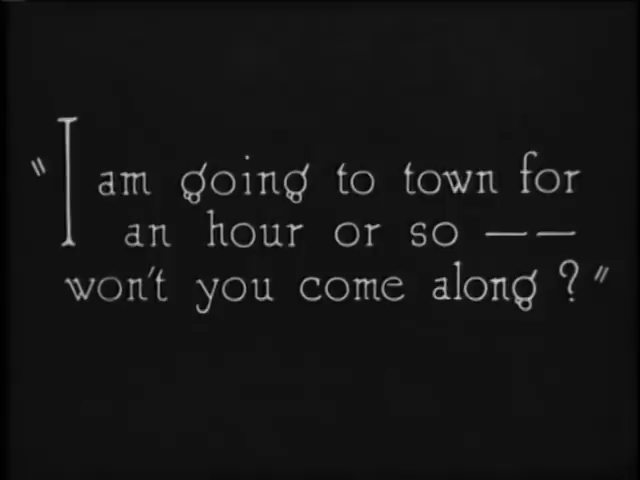 "I am going to town for
an hour or so — —
won't you come along?"